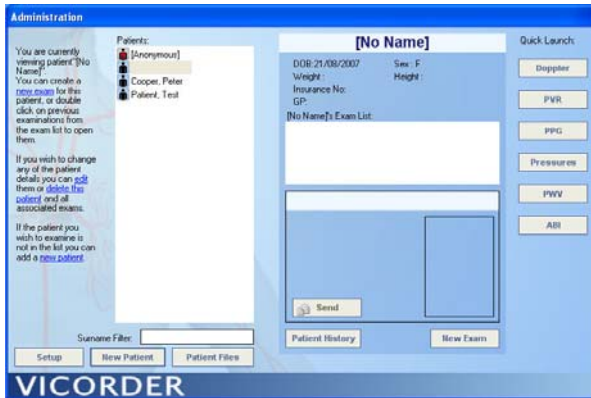 Administration
You are currently
viewing patient"[No
Name]".
You can create a
new exam for this
patient, or double
click on previous
examinations from
the exam list to open
them.
If you wish to change
any of the patient
details you can edit
them or delete this
patient and all
associated exams.
If the patient you
wish to examine is
not in the list you can
add a new patient.
Patients:
[Anonymous]
Cooper, Peter
Patient, Test
Surname Filter:
Setup
New Patient
Patient Files
[No Name]
DOB:21/08/2007 Sex: F
Weight: Height:
Insurance No:
GP:
[No Name]'s Exam List:
Send
Patient History
New Exam
Quick Launch:
Doppler
PVR
PPG
Pressures
PWV
ABI
VICORDER